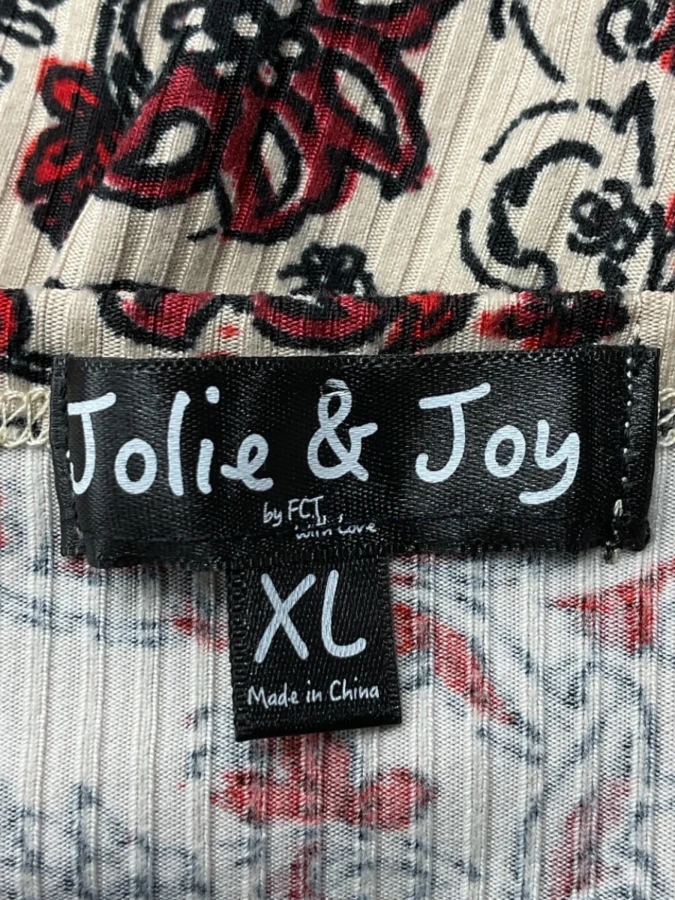 Jolie & Joy
by FCT
with Love
XL
Made in China